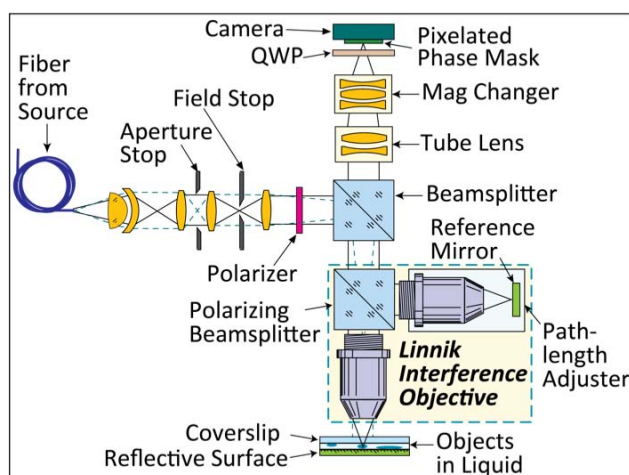 Camera
QWP
Pixelated
Phase Mask
Fiber
from
Source
Field Stop
Aperture
Stop
Mag Changer
Tube Lens
Beamsplitter
Reference
Mirror
Polarizer
Polarizing
Beamsplitter
Linnik
Interference
Objective
Path-
length
Adjuster
Coverslip
Reflective Surface
Objects
in Liquid